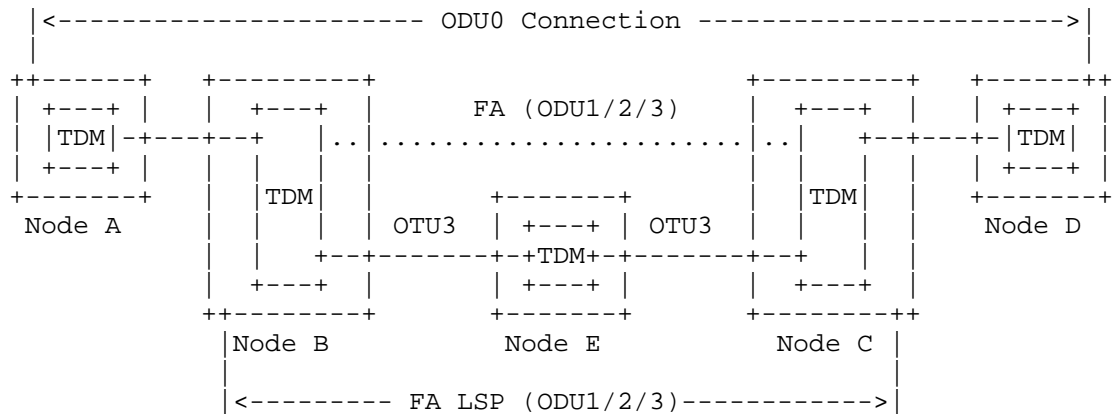 |<------------------------ ODU0 Connection ----------------------->|
FA (ODU1/2/3)
TDM TDM
Node A TDM TDM Node D
OTU3 OTU3
TDM
Node B Node E Node C
|<--------- FA LSP (ODU1/2/3)------------>|